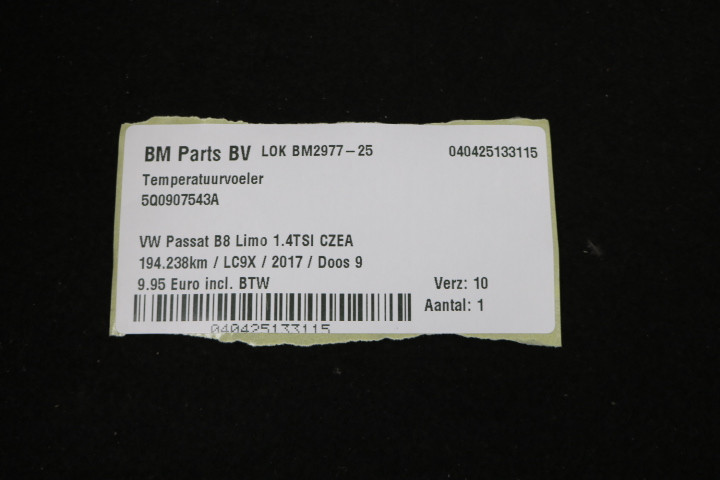 BM Parts BV LOK BM2977-25 040425133115
Temperatuurvoeler
5Q0907543A
VW Passat B8 Limo 1.4TSI CZEA
194.238km / LC9X / 2017 / Doos 9
9.95 Euro incl. BTW Verz: 10
Aantal: 1
040425133115